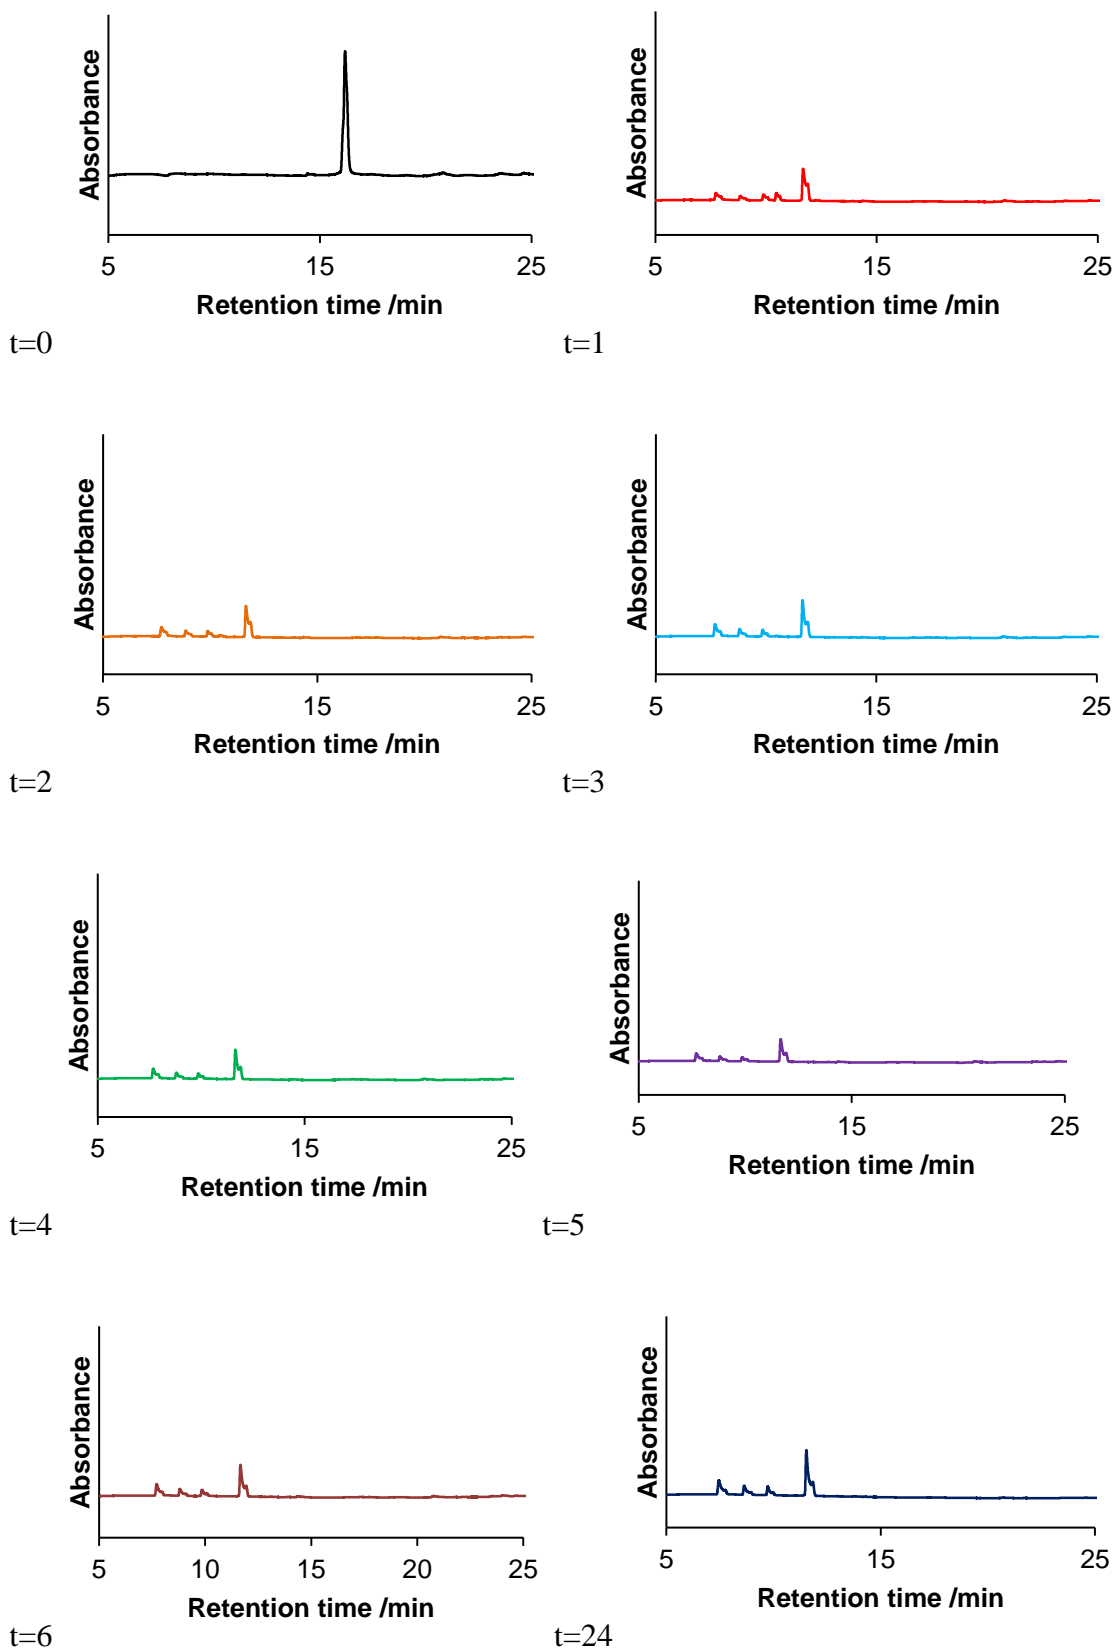 Absorbance
5 15 25
Retention time /min
t=0
Absorbance
5 15 25
Retention time /min
t=1
Absorbance
5 15 25
Retention time /min
t=2
Absorbance
5 15 25
Retention time /min
t=3
Absorbance
5 15 25
Retention time /min
t=4
Absorbance
5 15 25
Retention time /min
t=5
Absorbance
5 10 15 20 25
Retention time /min
t=6
Absorbance
5 15 25
Retention time /min
t=24